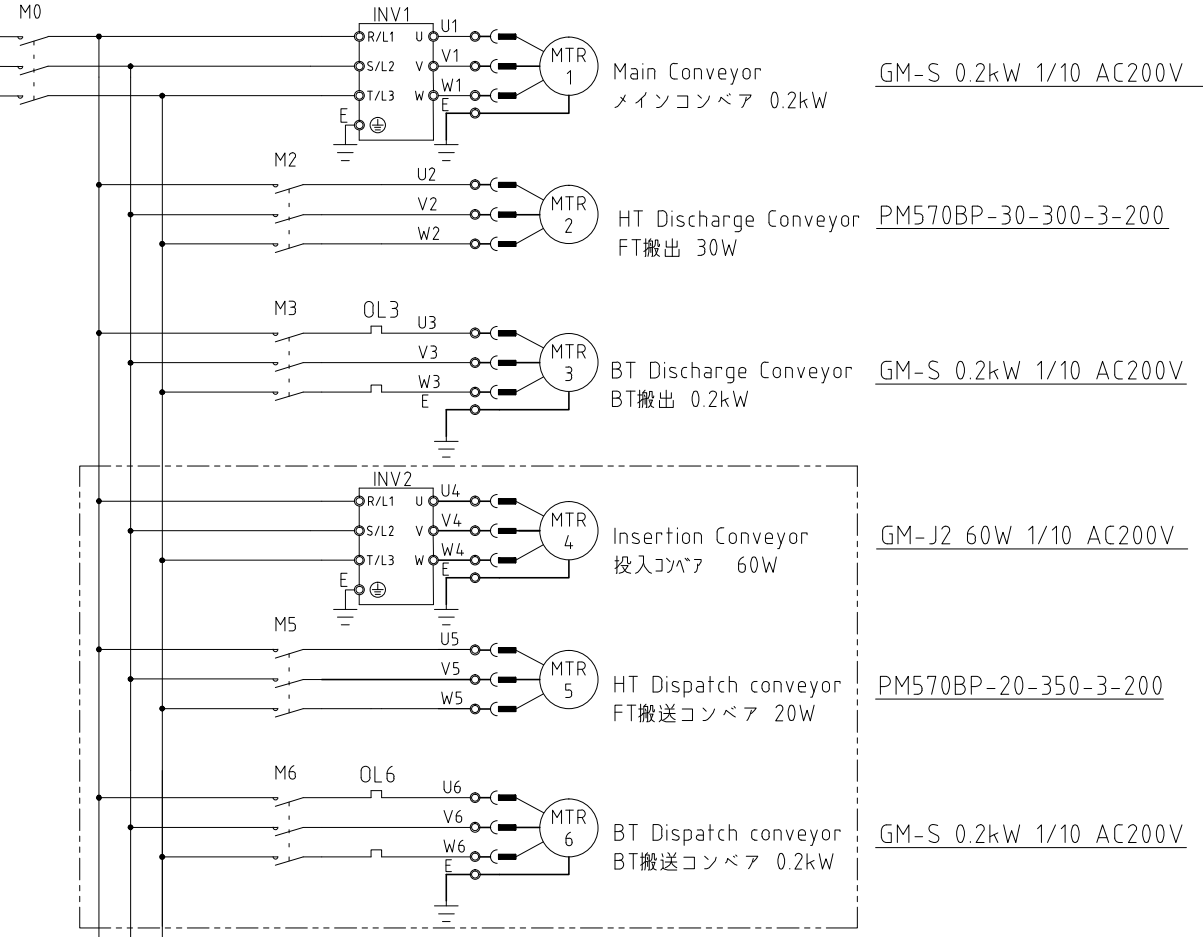 M0
INV1
R/L1 U U1
S/L2 V V1
T/L3 W W1
E E
MTR
1
Main Conveyor
メインコンベア 0.2kW
GM-S 0.2kW 1/10 AC200V
M2
U2
V2
W2
MTR
2
HT Discharge Conveyor
FT搬出 30W
PM570BP-30-300-3-200
M3 OL3
U3
V3
W3
E
MTR
3
BT Discharge Conveyor
BT搬出 0.2kW
GM-S 0.2kW 1/10 AC200V
INV2
R/L1 U U4
S/L2 V V4
T/L3 W W4
E E
MTR
4
Insertion Conveyor
投入ｺﾝﾍﾞｱ 60W
GM-J2 60W 1/10 AC200V
M5
U5
V5
W5
MTR
5
HT Dispatch conveyor
FT搬送コンベア 20W
PM570BP-20-350-3-200
M6 OL6
U6
V6
W6
E
MTR
6
BT Dispatch conveyor
BT搬送コンベア 0.2kW
GM-S 0.2kW 1/10 AC200V